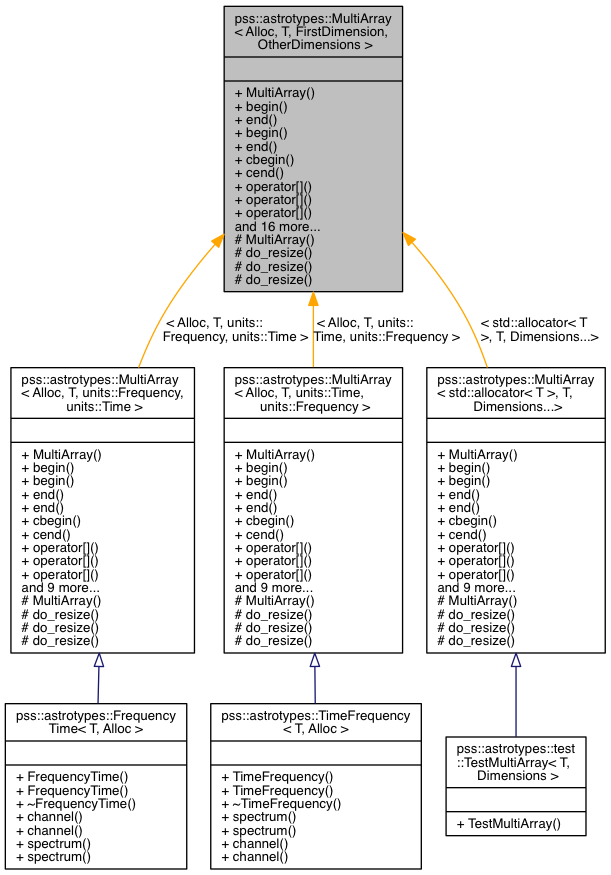 pss::astrotypes::MultiArray
< Alloc, T, FirstDimension,
OtherDimensions >
+ MultiArray()
+ begin()
+ end()
+ begin()
+ end()
+ cbegin()
+ cend()
+ operator[]()
+ operator[]()
+ operator[]()
and 16 more...
# MultiArray()
# do_resize()
# do_resize()
# do_resize()
< Alloc, T, units::
Frequency, units::Time >
< Alloc, T, units::
Time, units::Frequency >
< std::allocator< T
>, T, Dimensions...>
pss::astrotypes::MultiArray
< Alloc, T, units::Frequency,
units::Time >
+ MultiArray()
+ begin()
+ begin()
+ end()
+ end()
+ cbegin()
+ cend()
+ operator[]()
+ operator[]()
+ operator[]()
and 9 more...
# MultiArray()
# do_resize()
# do_resize()
# do_resize()
pss::astrotypes::MultiArray
< Alloc, T, units::Time,
units::Frequency >
+ MultiArray()
+ begin()
+ begin()
+ end()
+ end()
+ cbegin()
+ cend()
+ operator[]()
+ operator[]()
+ operator[]()
and 9 more...
# MultiArray()
# do_resize()
# do_resize()
# do_resize()
pss::astrotypes::MultiArray
< std::allocator< T >, T,
Dimensions...>
+ MultiArray()
+ begin()
+ begin()
+ end()
+ end()
+ cbegin()
+ cend()
+ operator[]()
+ operator[]()
+ operator[]()
and 9 more...
# MultiArray()
# do_resize()
# do_resize()
# do_resize()
pss::astrotypes::Frequency
Time< T, Alloc >
+ FrequencyTime()
+ FrequencyTime()
+ ~FrequencyTime()
+ channel()
+ channel()
+ spectrum()
+ spectrum()
pss::astrotypes::TimeFrequency
< T, Alloc >
+ TimeFrequency()
+ TimeFrequency()
+ ~TimeFrequency()
+ spectrum()
+ spectrum()
+ channel()
+ channel()
pss::astrotypes::test
::TestMultiArray< T,
Dimensions >
+ TestMultiArray()